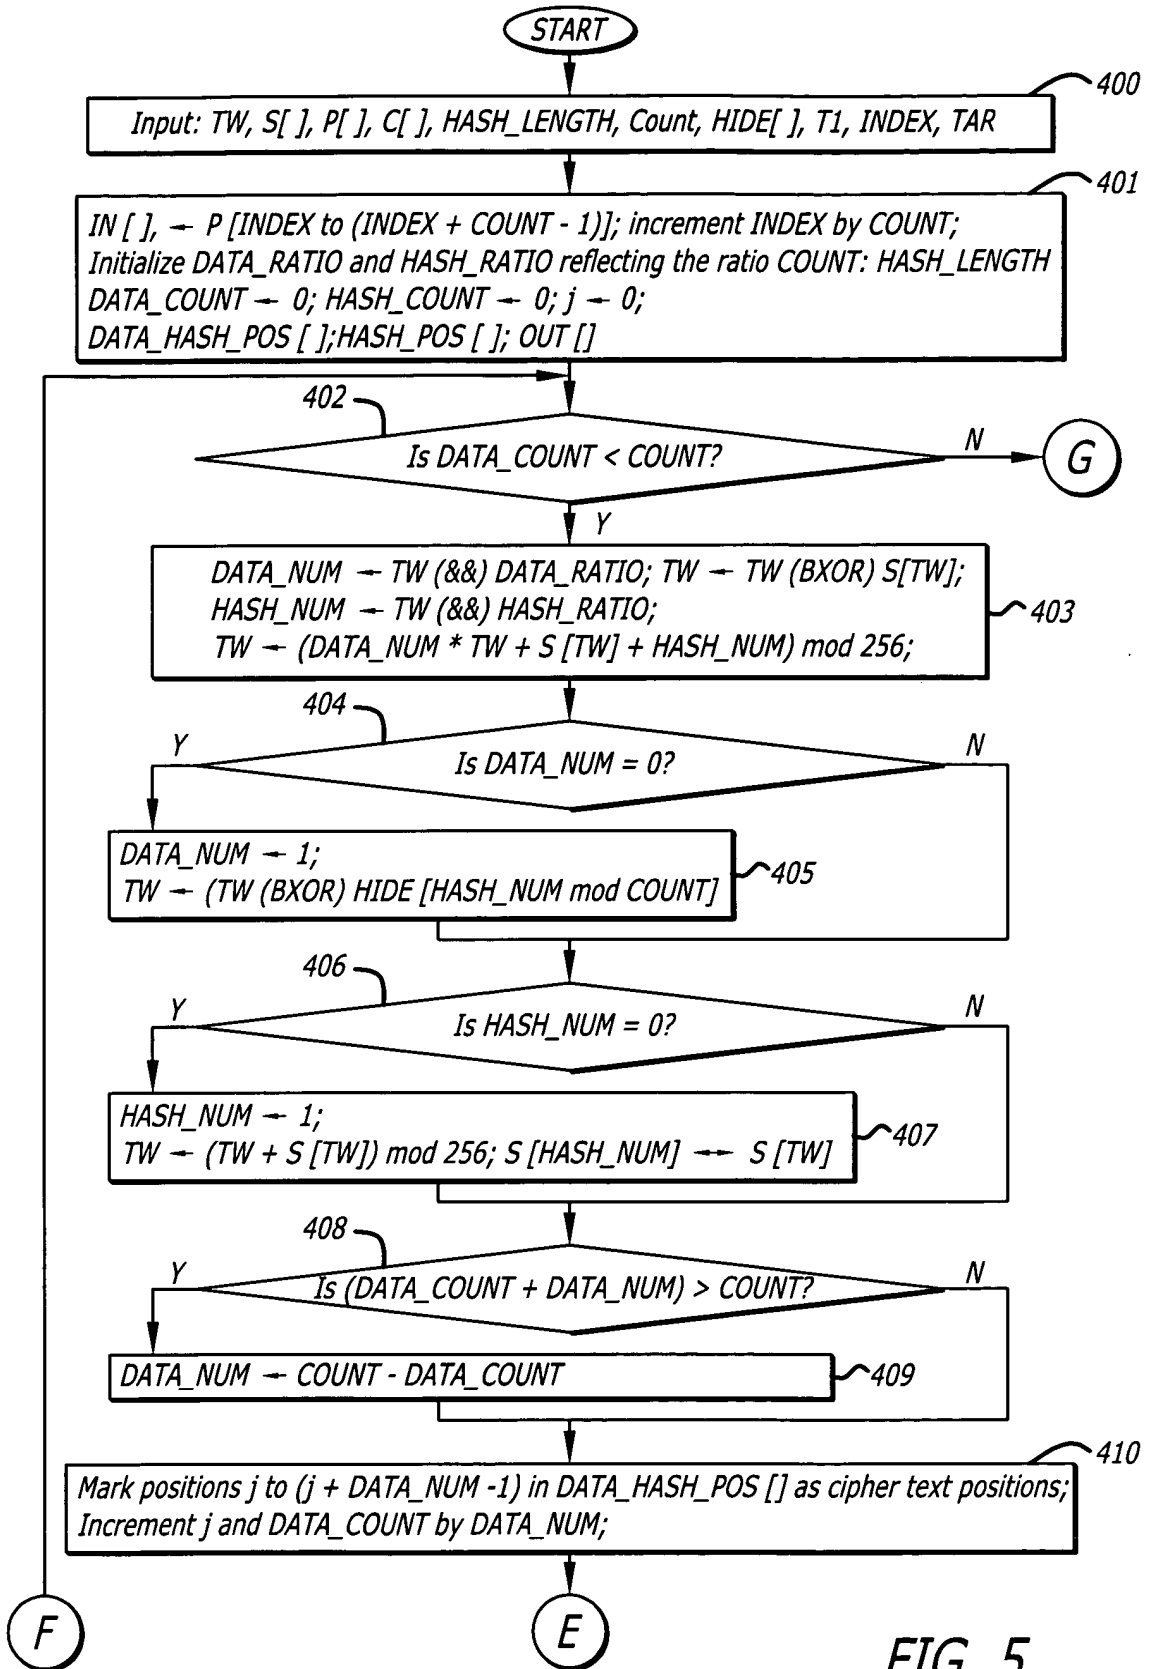 START
400
Input: TW, S[ ], P[ ], C[ ], HASH_LENGTH, Count, HIDE[ ], T1, INDEX, TAR
401
IN [ ], ← P [INDEX to (INDEX + COUNT - 1)]; increment INDEX by COUNT;
Initialize DATA_RATIO and HASH_RATIO reflecting the ratio COUNT: HASH_LENGTH
DATA_COUNT ← 0; HASH_COUNT ← 0; j ← 0;
DATA_HASH_POS [ ];HASH_POS [ ]; OUT []
402
Is DATA_COUNT < COUNT?
N
G
Y
DATA_NUM ← TW (&&) DATA_RATIO; TW ← TW (BXOR) S[TW];
HASH_NUM ← TW (&&) HASH_RATIO;
TW ← (DATA_NUM * TW + S [TW] + HASH_NUM) mod 256;
403
404
Y
Is DATA_NUM = 0?
N
DATA_NUM ← 1;
TW ← (TW (BXOR) HIDE [HASH_NUM mod COUNT]
405
406
Y
Is HASH_NUM = 0?
N
HASH_NUM ← 1;
TW ← (TW + S [TW]) mod 256; S [HASH_NUM] ↔ S [TW]
407
408
Y
Is (DATA_COUNT + DATA_NUM) > COUNT?
N
DATA_NUM ← COUNT - DATA_COUNT
409
410
Mark positions j to (j + DATA_NUM -1) in DATA_HASH_POS [] as cipher text positions;
Increment j and DATA_COUNT by DATA_NUM;
F
E
FIG. 5